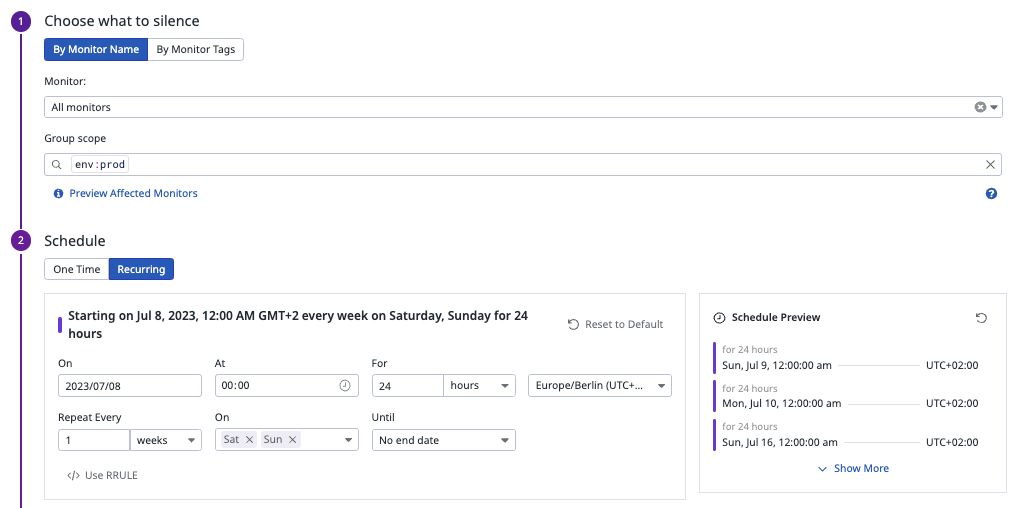 1 Choose what to silence
By Monitor Name By Monitor Tags
Monitor:
All monitors
Group scope
env:prod
Preview Affected Monitors
2 Schedule
One Time Recurring
Starting on Jul 8, 2023, 12:00 AM GMT+2 every week on Saturday, Sunday for 24
hours
Reset to Default
On At For
2023/07/08 00:00 24 hours Europe/Berlin (UTC+...
Repeat Every On Until
1 weeks Sat Sun No end date
</> Use RRULE
Schedule Preview
for 24 hours
Sun, Jul 9, 12:00:00 am UTC+02:00
for 24 hours
Mon, Jul 10, 12:00:00 am UTC+02:00
for 24 hours
Sun, Jul 16, 12:00:00 am UTC+02:00
Show More